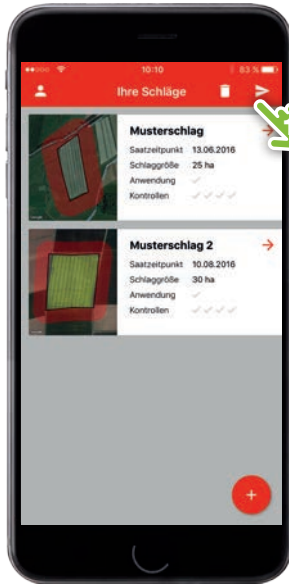 10:10
83 %
Ihre Schläge
Musterschlag
Saatzeitpunkt 13.06.2016
Schlaggröße 25 ha
Anwendung
Kontrollen
Musterschlag 2
Saatzeitpunkt 10.08.2016
Schlaggröße 30 ha
Anwendung
Kontrollen
+